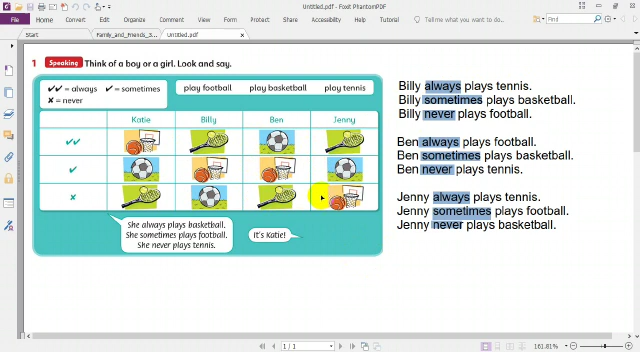 Untitled.pdf - Foxit PhantomPDF
File Home Convert Edit Organize Comment View Form Protect Share Accessibility Help Tutorial Tell me what you want to do... Find
Start Family_and_Friends_3... Untitled.pdf
1 Speaking Think of a boy or a girl. Look and say.
✔✔ = always ✔ = sometimes
✘ = never
play football play basketball play tennis
Katie Billy Ben Jenny
✔✔
✔
✘
She always plays basketball.
She sometimes plays football.
She never plays tennis.
It's Katie!
Billy always plays tennis.
Billy sometimes plays basketball.
Billy never plays football.
Ben always plays football.
Ben sometimes plays basketball.
Ben never plays tennis.
Jenny always plays tennis.
Jenny sometimes plays football.
Jenny never plays basketball.
1 / 1
161.81%